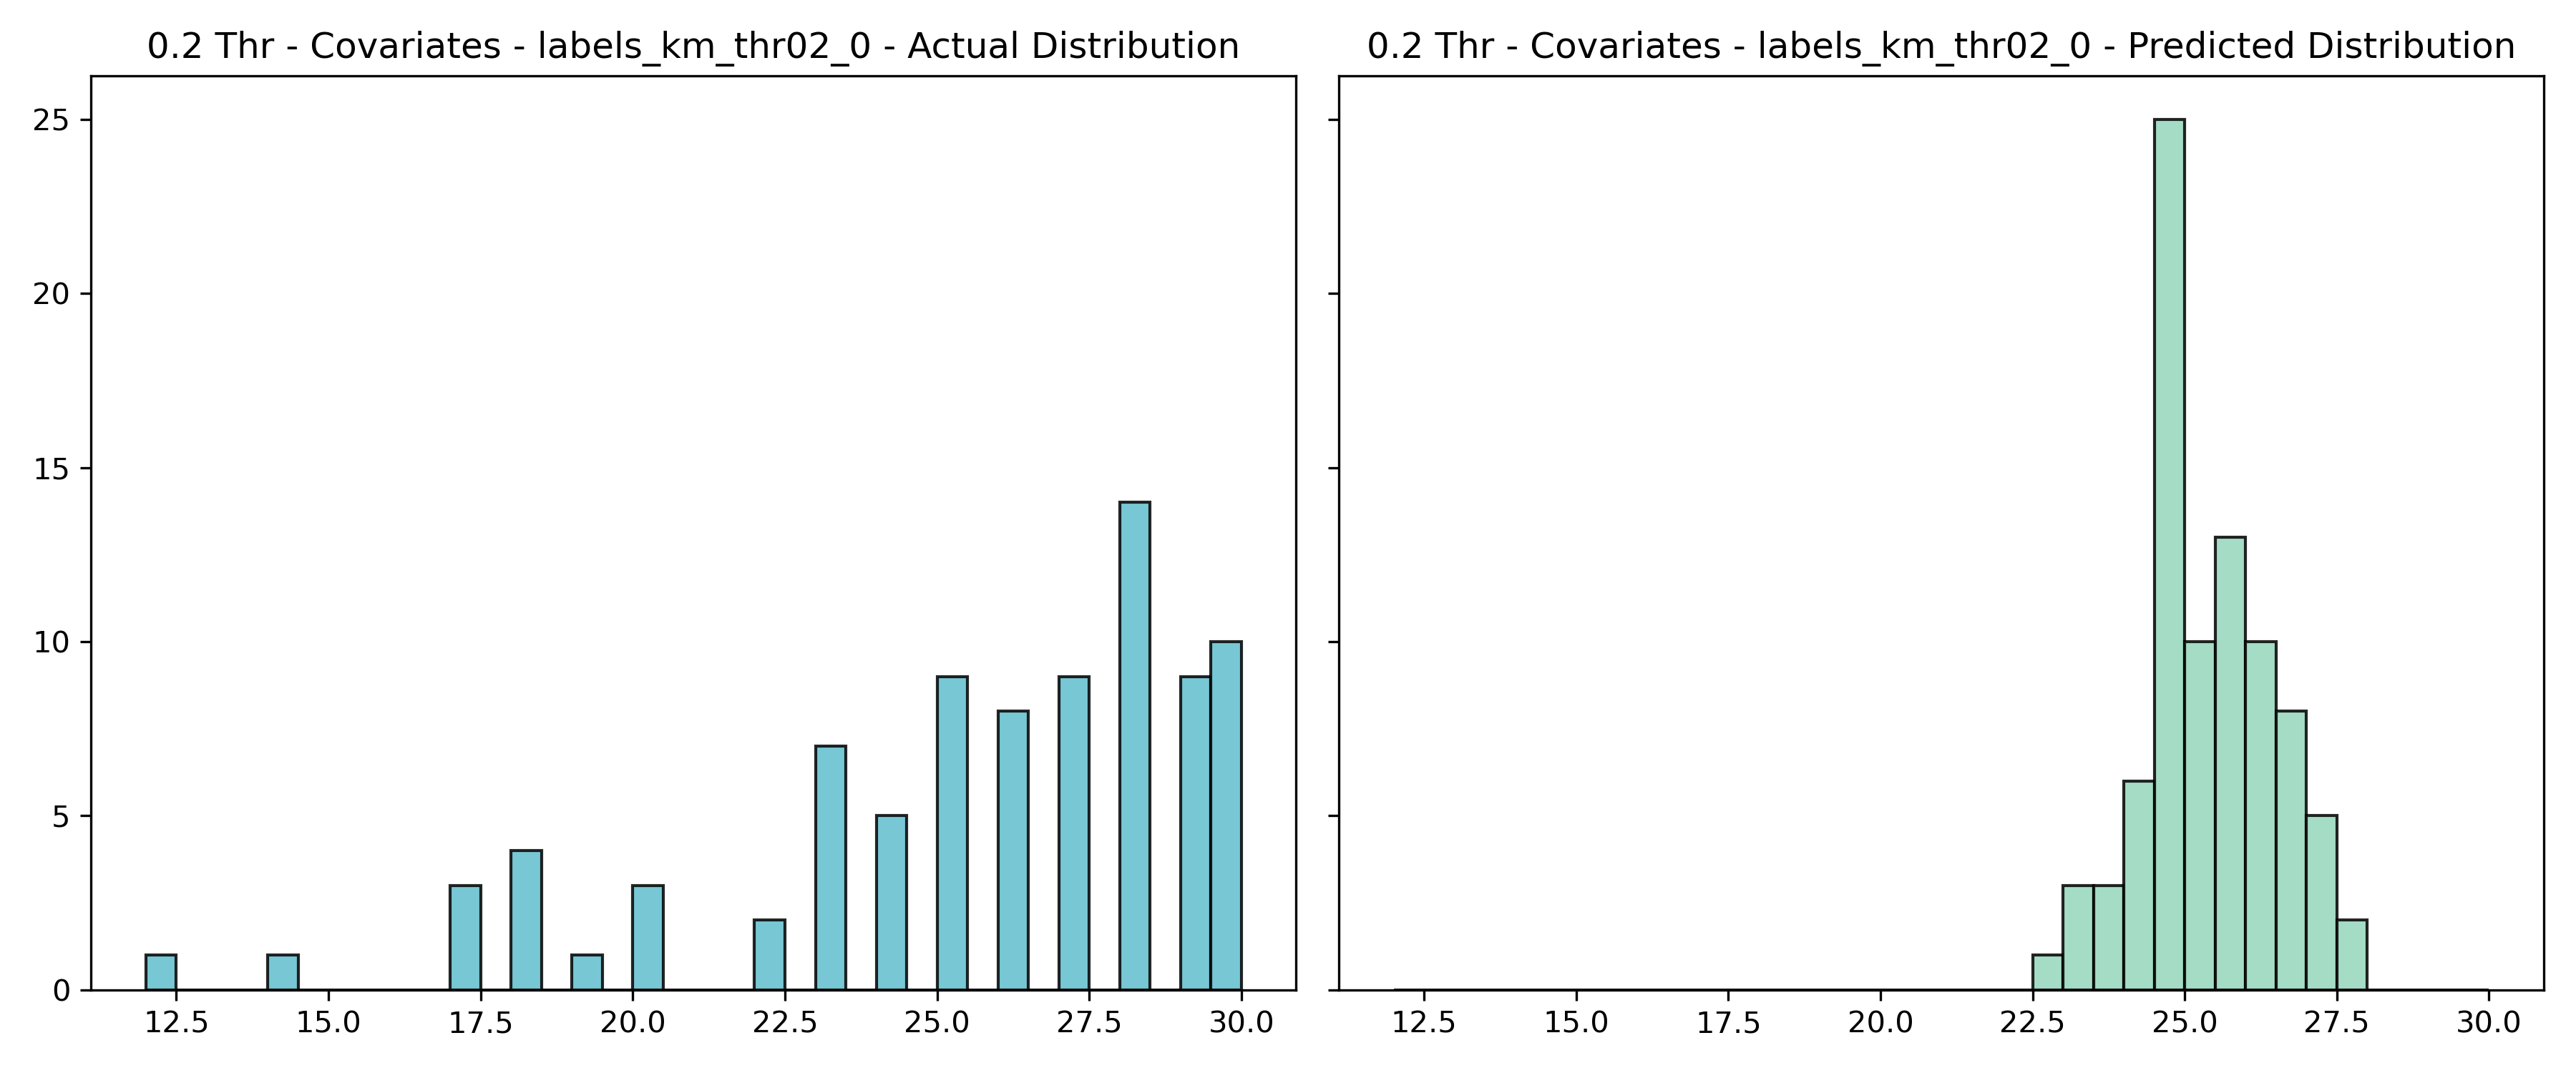 0.2 Thr - Covariates - labels_km_thr02_0 - Actual Distribution
0.2 Thr - Covariates - labels_km_thr02_0 - Predicted Distribution
25
20
15
10
5
0
12.5 15.0 17.5 20.0 22.5 25.0 27.5 30.0
12.5 15.0 17.5 20.0 22.5 25.0 27.5 30.0